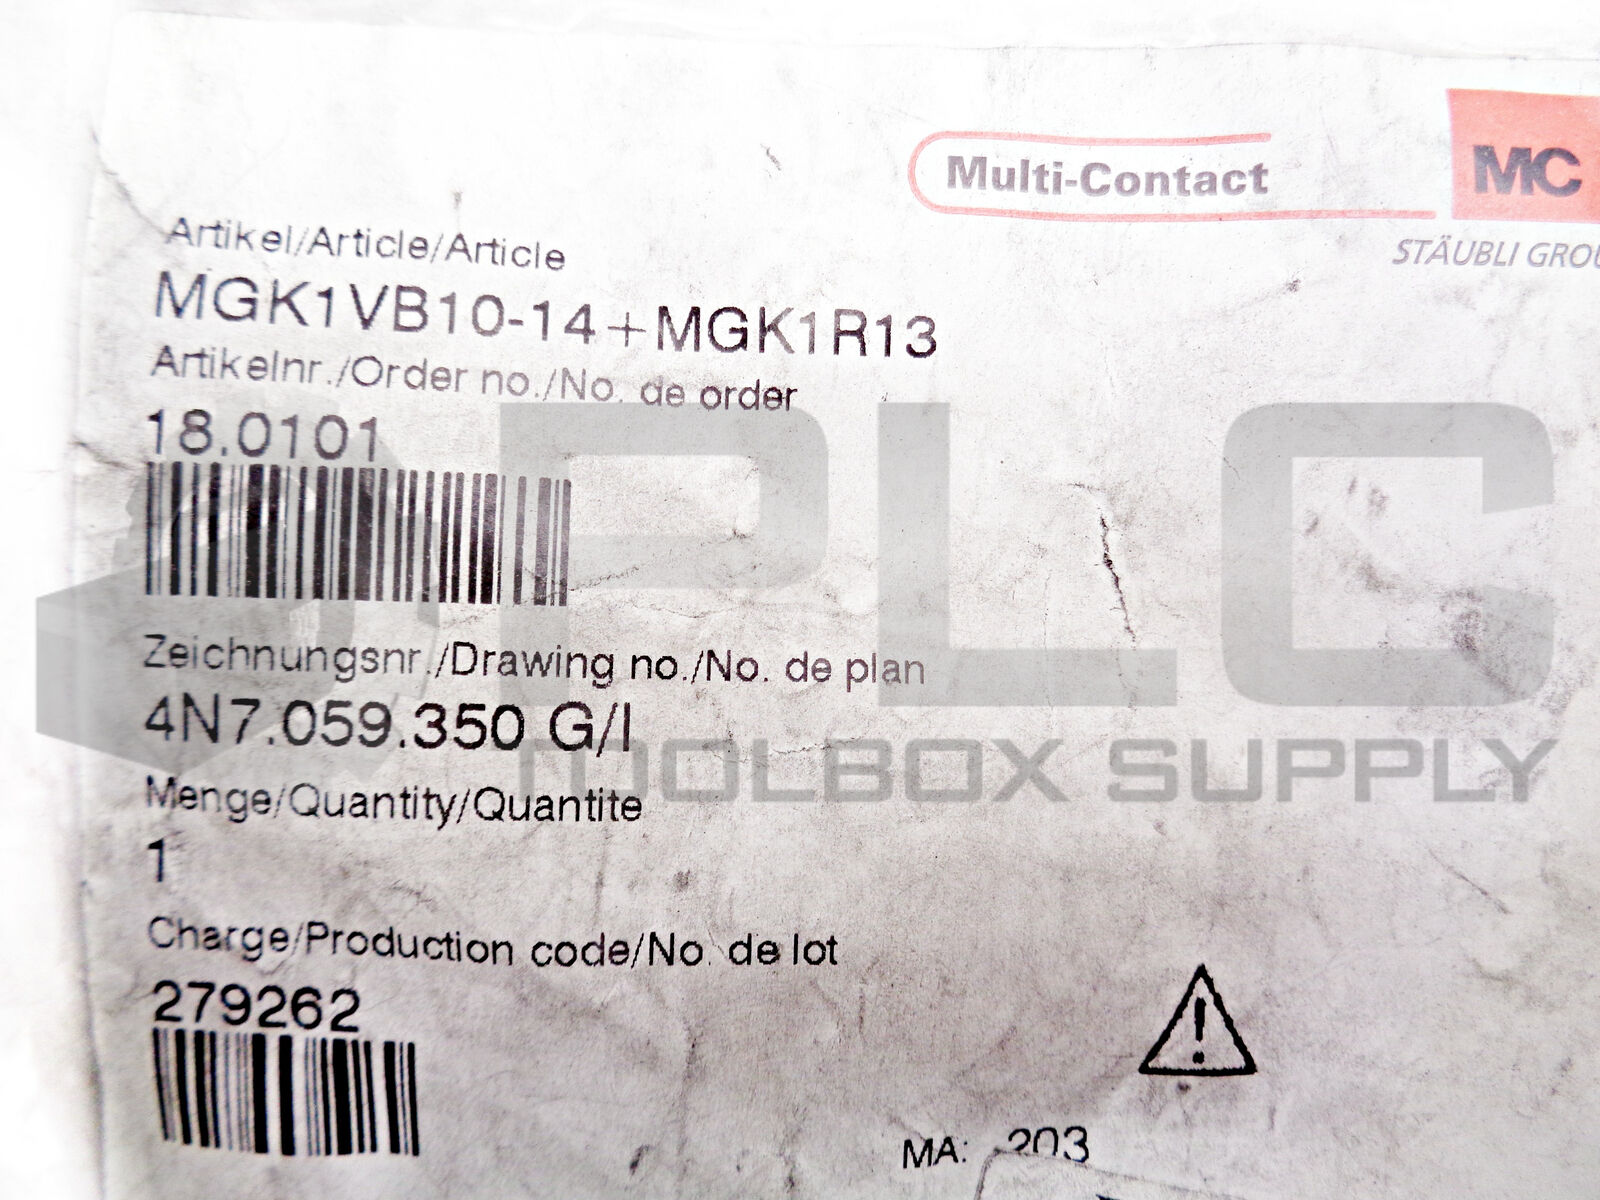 Multi-Contact
MC
STÄUBLI GROU
Artikel/Article/Article
MGK1VB10-14+MGK1R13
Artikelnr./Order no./No. de order
18.0101
Zeichnungsnr./Drawing no./No. de plan
4N7.059.350 G/I
Menge/Quantity/Quantite
1
Charge/Production code/No. de lot
279262
MA: 203
PLC
TOOLBOX SUPPLY